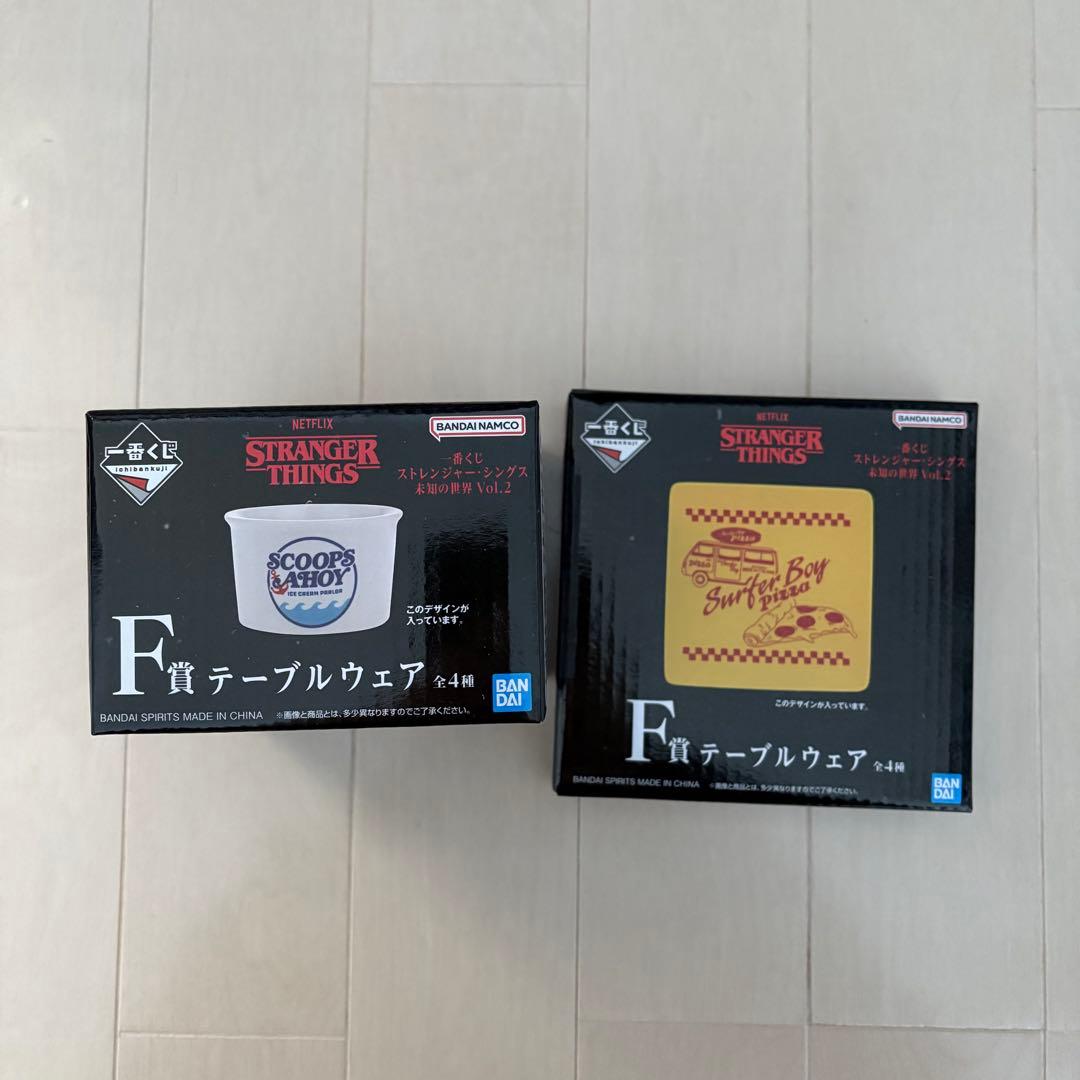 一番くじ
ichibankuji
NETFLIX
STRANGER
THINGS
BANDAI NAMCO
一番くじ
ストレンジャー・シングス
未知の世界 Vol.2
SCOOPS
AHOY
ICE CREAM PARLOR
このデザインが
入っています。
F賞 テーブルウェア 全4種
BANDAI SPIRITS MADE IN CHINA ※画像と商品とは、多少異なりますのでご了承ください。
BAN
DAI
一番くじ
ichibankuji
NETFLIX
STRANGER
THINGS
BANDAI NAMCO
一番くじ
ストレンジャー・シングス
未知の世界 Vol.2
Surfer Boy
Pizza
このデザインが入っています。
F賞 テーブルウェア 全4種
BANDAI SPIRITS MADE IN CHINA ※画像と商品とは、多少異なりますのでご了承ください。
BAN
DAI